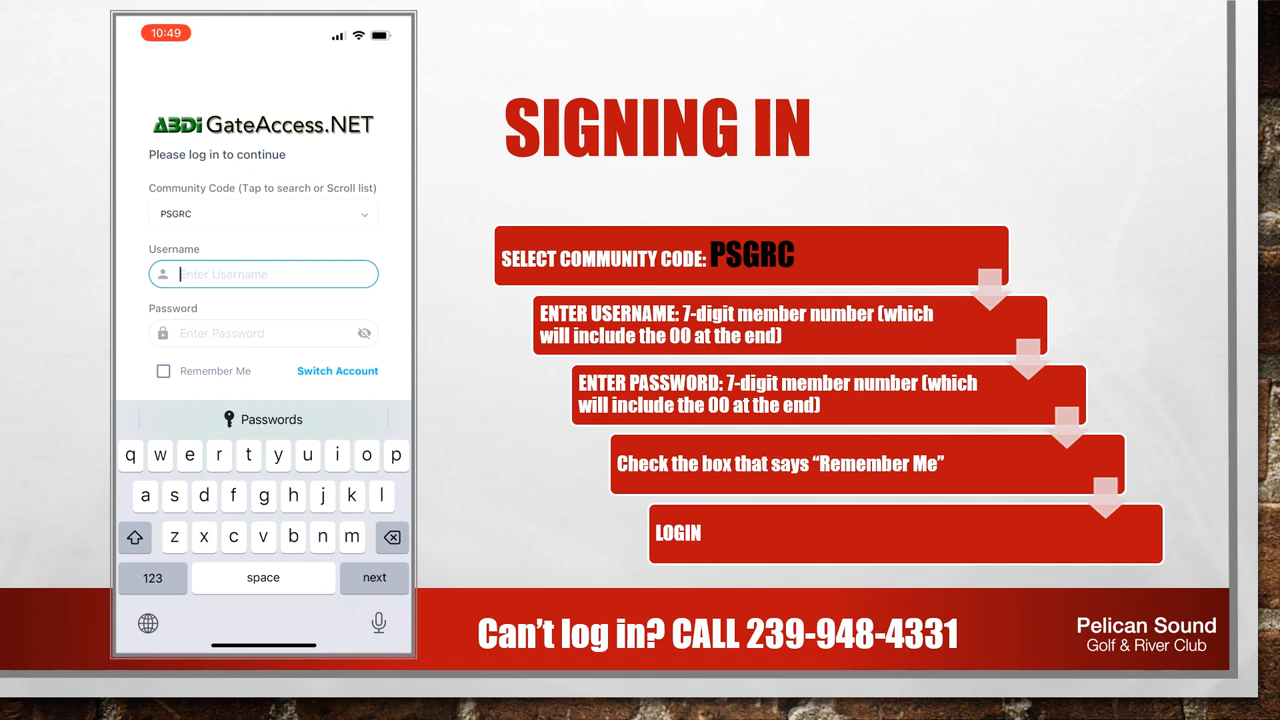 10:49
ABDi GateAccess.NET
Please log in to continue
Community Code (Tap to search or Scroll list)
PSGRC
Username
Enter Username
Password
Enter Password
Remember Me
Switch Account
Passwords
q w e r t y u i o p
a s d f g h j k l
z x c v b n m
123
space
next
SIGNING IN
SELECT COMMUNITY CODE: PSGRC
ENTER USERNAME: 7-digit member number (which
will include the 00 at the end)
ENTER PASSWORD: 7-digit member number (which
will include the 00 at the end)
Check the box that says “Remember Me”
LOGIN
Can’t log in? CALL 239-948-4331
Pelican Sound
Golf & River Club